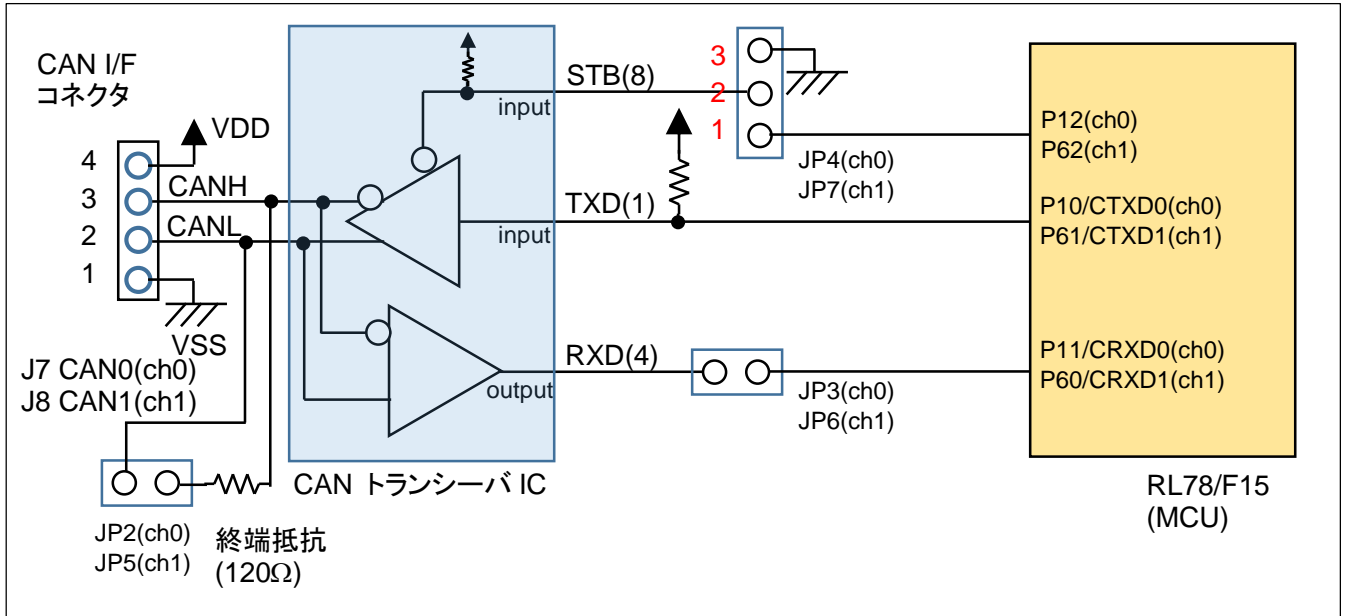 CAN I/F
コネクタ
4
3
2
1
VDD
CANH
CANL
VSS
J7 CAN0(ch0)
J8 CAN1(ch1)
JP2(ch0)
JP5(ch1)
終端抵抗
(120Ω)
CAN トランシーバ IC
input
input
output
STB(8)
TXD(1)
RXD(4)
3
2
1
JP4(ch0)
JP7(ch1)
JP3(ch0)
JP6(ch1)
P12(ch0)
P62(ch1)
P10/CTXD0(ch0)
P61/CTXD1(ch1)
P11/CRXD0(ch0)
P60/CRXD1(ch1)
RL78/F15
(MCU)